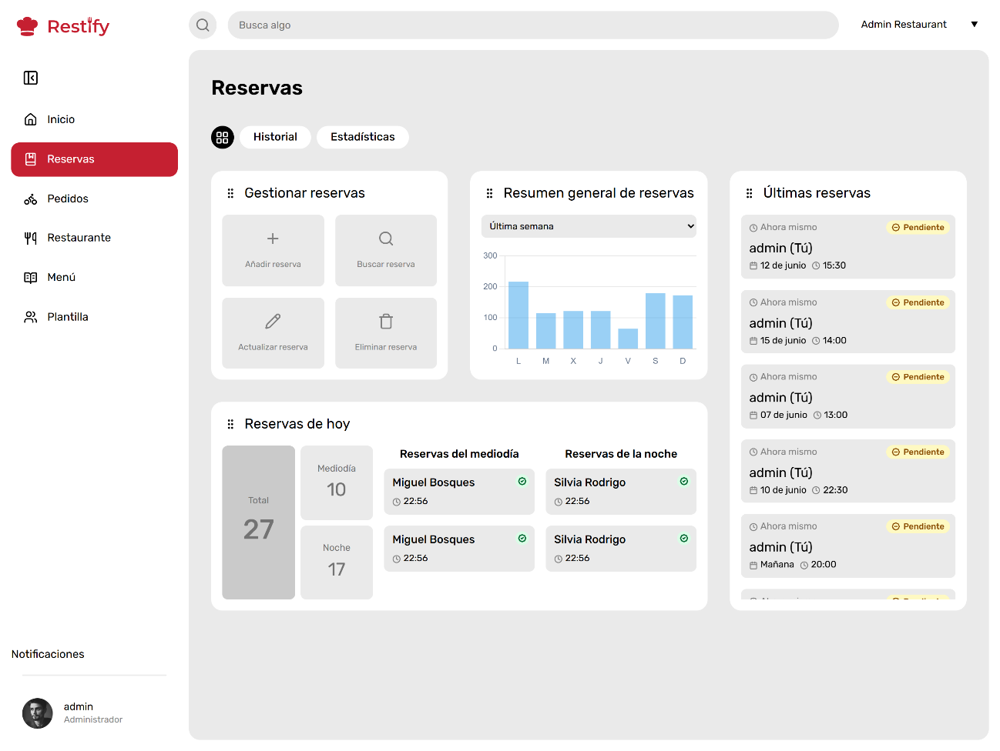 Restify
Busca algo
Admin Restaurant
Inicio
Reservas
Pedidos
Restaurante
Menú
Plantilla
Notificaciones
admin
Administrador
Reservas
Historial
Estadísticas
Gestionar reservas
Añadir reserva
Buscar reserva
Actualizar reserva
Eliminar reserva
Resumen general de reservas
Última semana
300
200
100
0
L M X J V S D
Últimas reservas
Ahora mismo Pendiente
admin (Tú)
12 de junio 15:30
Ahora mismo Pendiente
admin (Tú)
15 de junio 14:00
Ahora mismo Pendiente
admin (Tú)
07 de junio 13:00
Ahora mismo Pendiente
admin (Tú)
10 de junio 22:30
Ahora mismo Pendiente
admin (Tú)
Mañana 20:00
Reservas de hoy
Total
27
Mediodía
10
Noche
17
Reservas del mediodía
Miguel Bosques
22:56
Miguel Bosques
22:56
Reservas de la noche
Silvia Rodrigo
22:56
Silvia Rodrigo
22:56